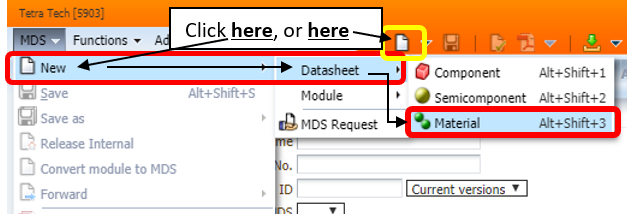 Tetra Tech [5903]
MDS Functions Ad
Click here, or here
New
Datasheet
Component Alt+Shift+1
Save Alt+Shift+S
Module
Semicomponent Alt+Shift+2
Save as
MDS Request
Material Alt+Shift+3
Release Internal
me
Convert module to MDS
No.
Forward
ID
Current versions
MDS